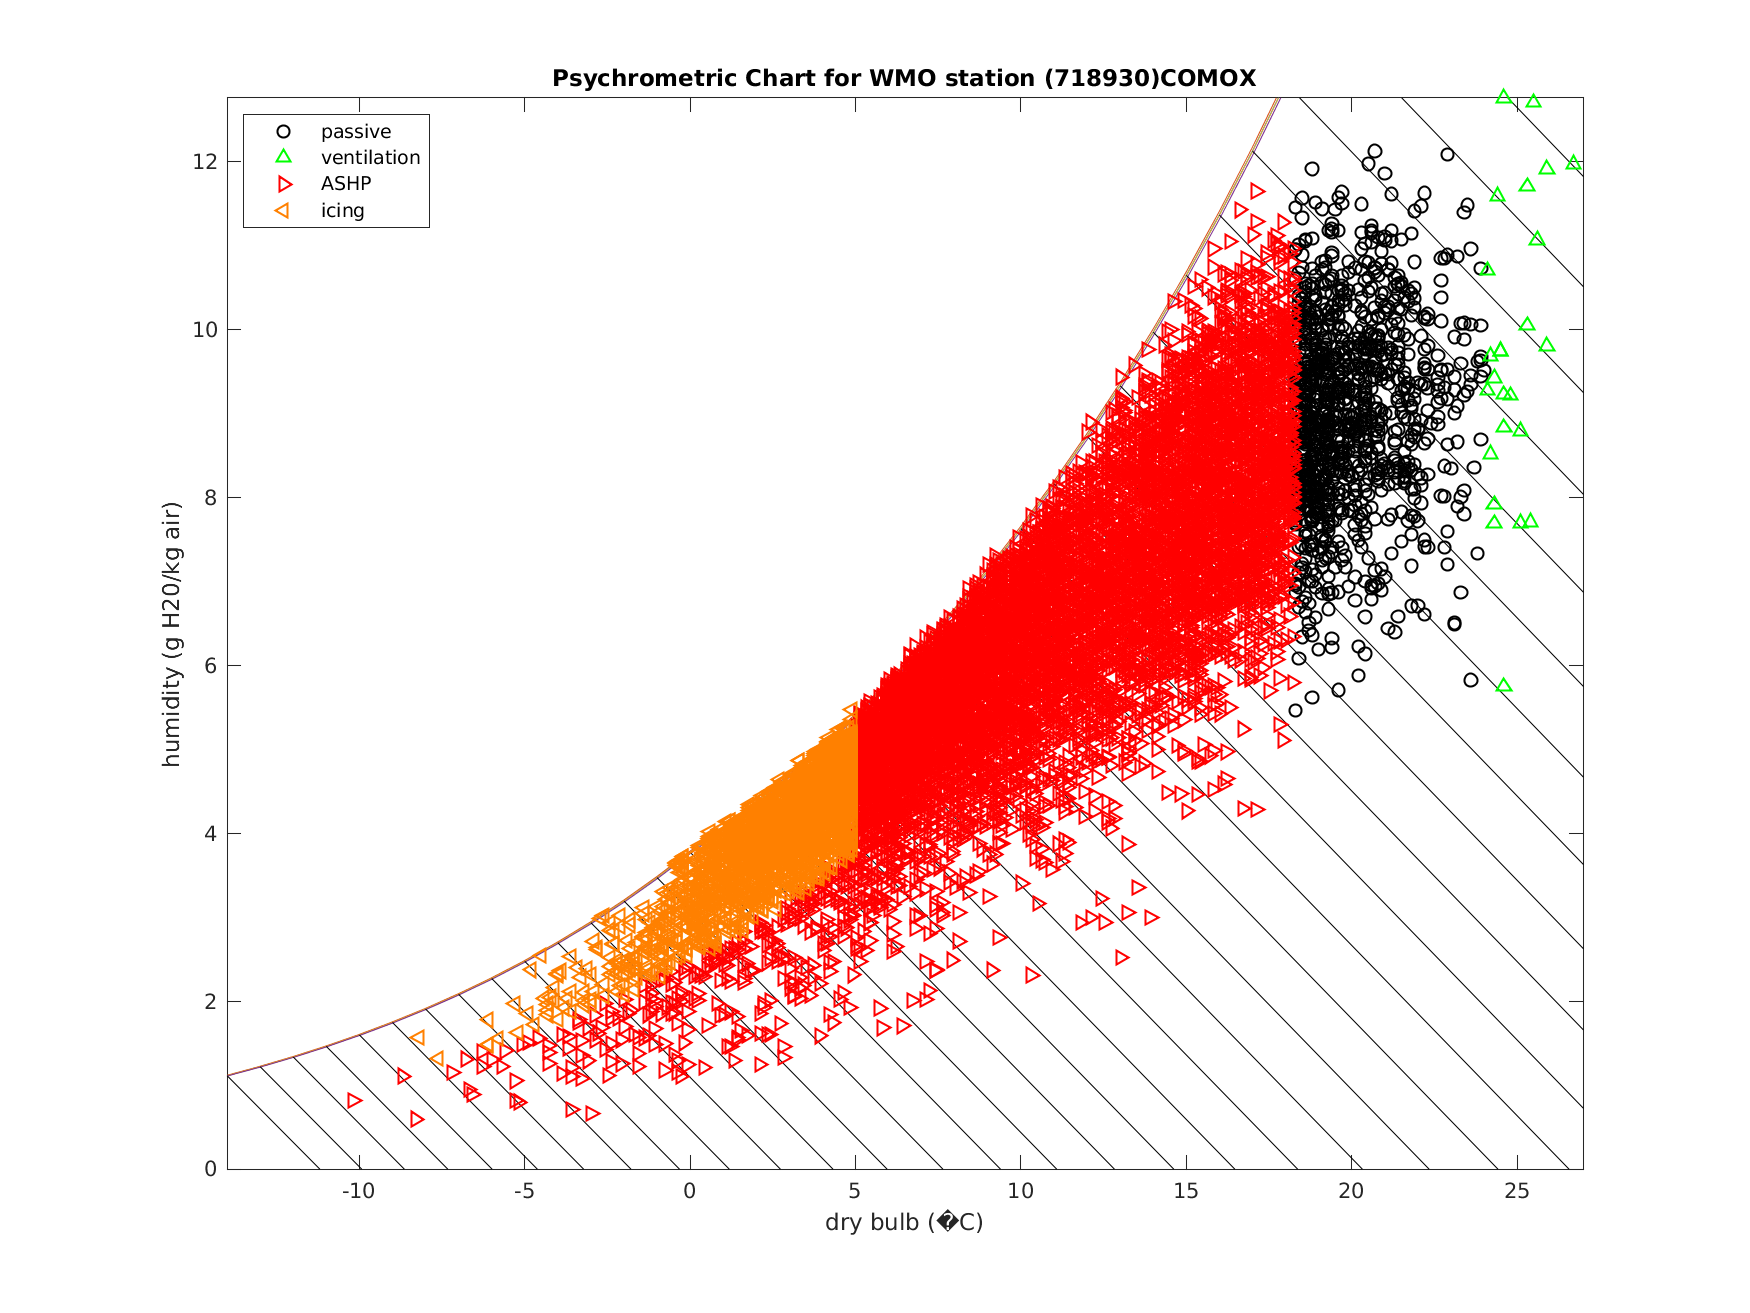 Psychrometric Chart for WMO station (718930)COMOX
passive
ventilation
ASHP
icing
humidity (g H20/kg air)
12
10
8
6
4
2
0
-10 -5 0 5 10 15 20 25
dry bulb (�C)